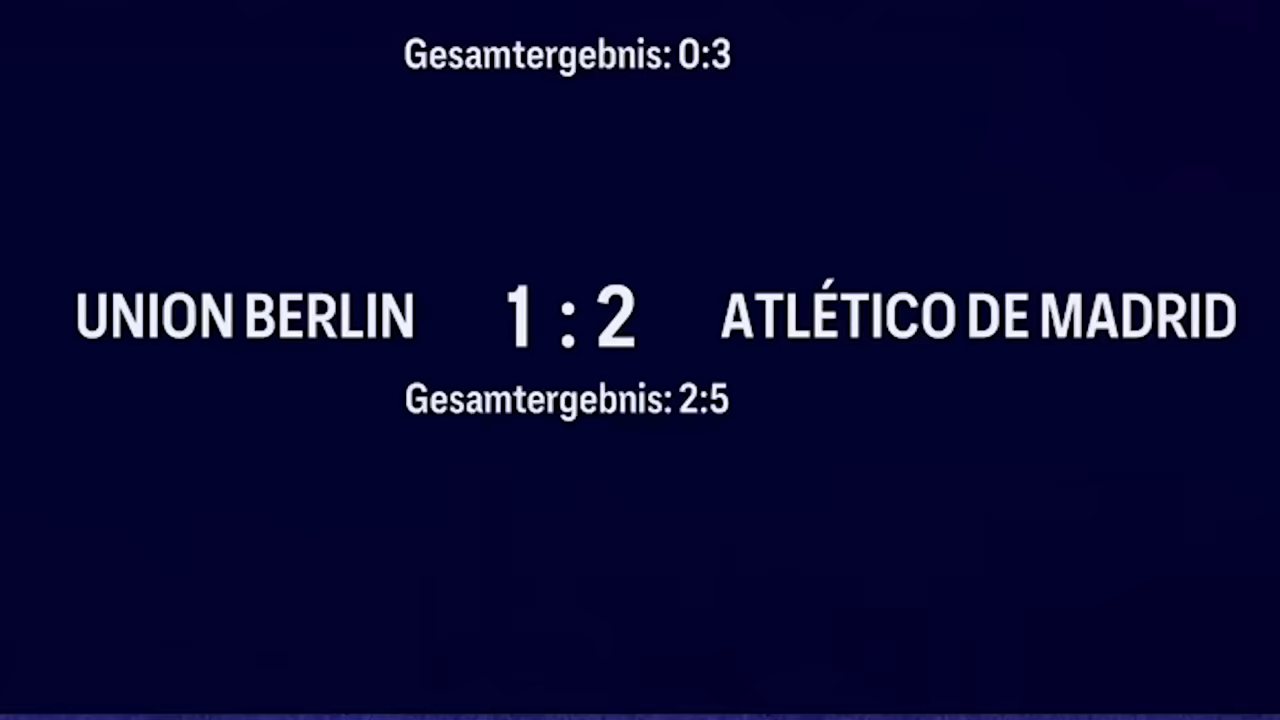 Gesamtergebnis: 0:3
UNION BERLIN 1 : 2 ATLÉTICO DE MADRID
Gesamtergebnis: 2:5